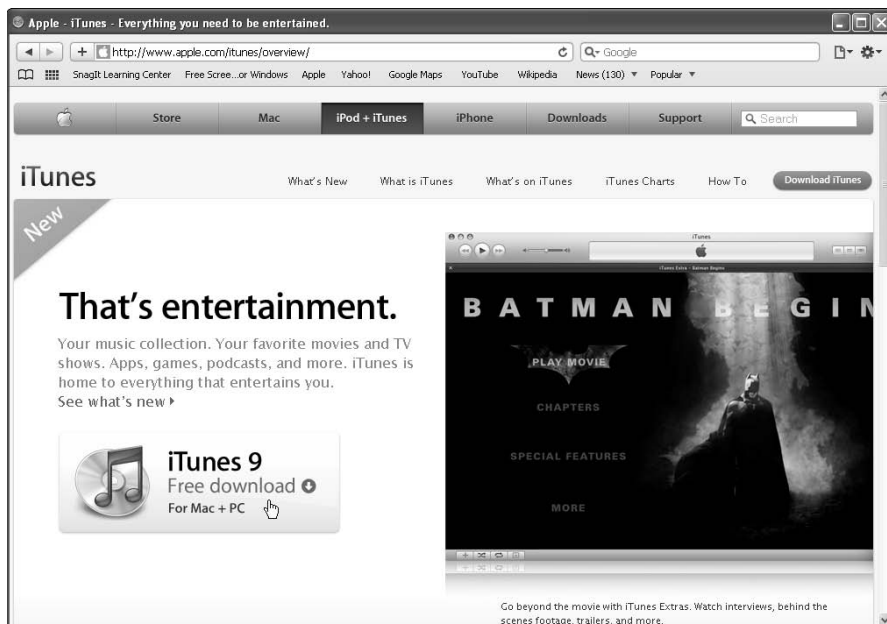 Apple - iTunes - Everything you need to be entertained.
http://www.apple.com/itunes/overview/
Google
SnagIt Learning Center Free Scree...or Windows Apple Yahoo! Google Maps YouTube Wikipedia News (130) ▼ Popular ▼
Store Mac iPod + iTunes iPhone Downloads Support Search
iTunes
What's New What is iTunes What's on iTunes iTunes Charts How To Download iTunes
New
That's entertainment.
Your music collection. Your favorite movies and TV
shows. Apps, games, podcasts, and more. iTunes is
home to everything that entertains you.
See what's new
iTunes 9
Free download
For Mac + PC
iTunes
iTunes Extra - Batman Begins
BATMAN BEGIN
PLAY MOVIE
CHAPTERS
SPECIAL FEATURES
MORE
Go beyond the movie with iTunes Extras. Watch interviews, behind the
scenes footage, trailers, and more.